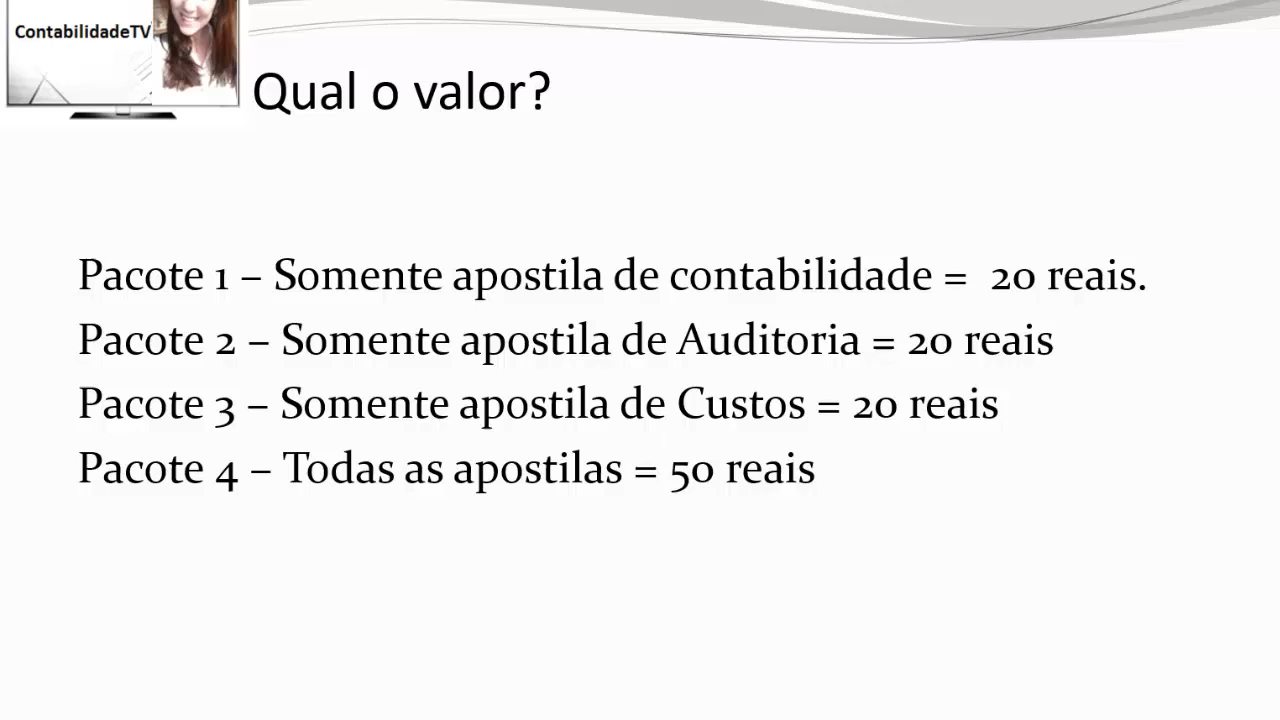 ContabilidadeTV
Qual o valor?
Pacote 1 – Somente apostila de contabilidade = 20 reais.
Pacote 2 – Somente apostila de Auditoria = 20 reais
Pacote 3 – Somente apostila de Custos = 20 reais
Pacote 4 – Todas as apostilas = 50 reais